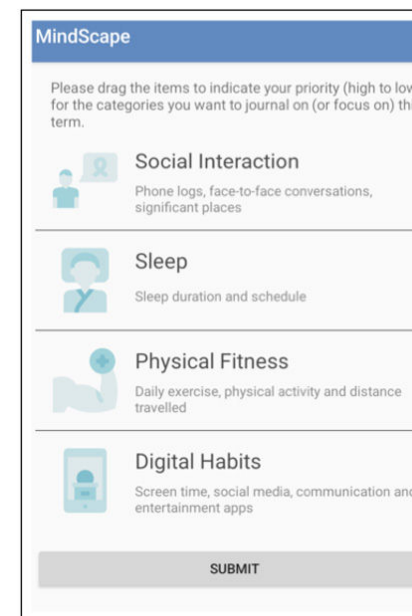 MindScape
Please drag the items to indicate your priority (high to low
for the categories you want to journal on (or focus on) thi
term.
Social Interaction
Phone logs, face-to-face conversations,
significant places
Sleep
Sleep duration and schedule
Physical Fitness
Daily exercise, physical activity and distance
travelled
Digital Habits
Screen time, social media, communication and
entertainment apps
SUBMIT